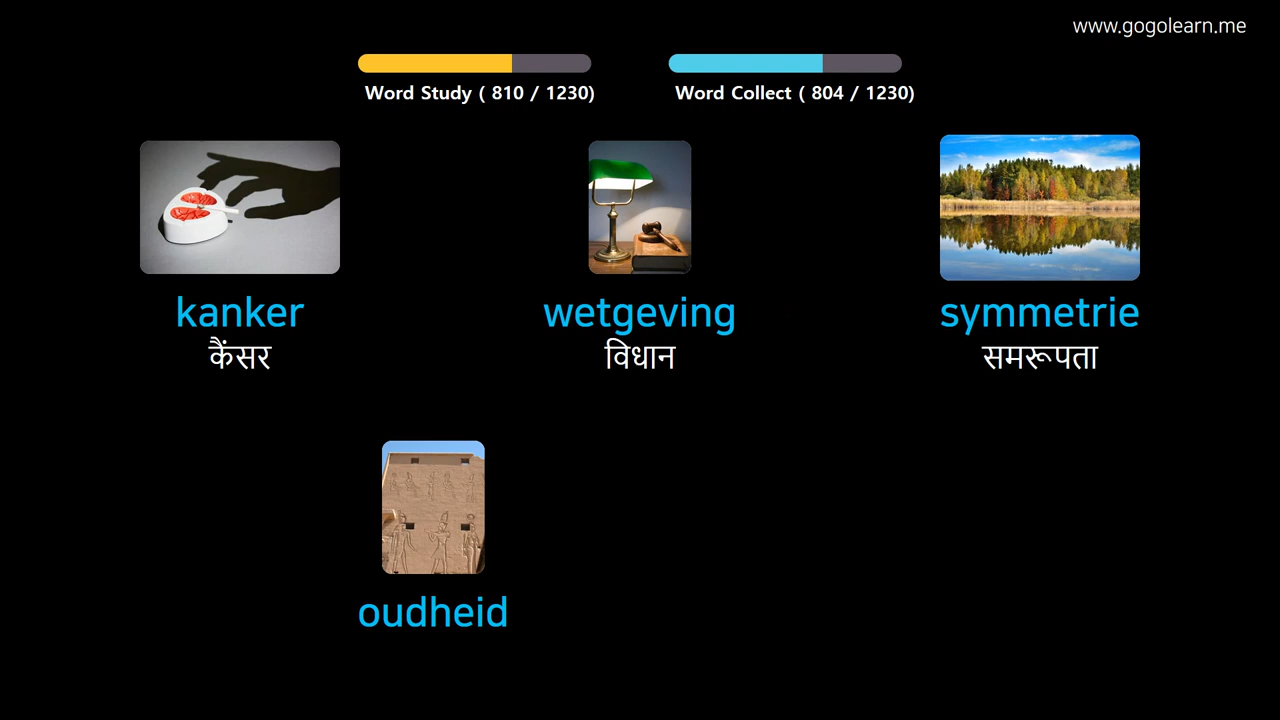 www.gogolearn.me
Word Study ( 810 / 1230)
Word Collect ( 804 / 1230)
kanker
wetgeving
symmetrie
कैंसर
विधान
समरूपता
oudheid